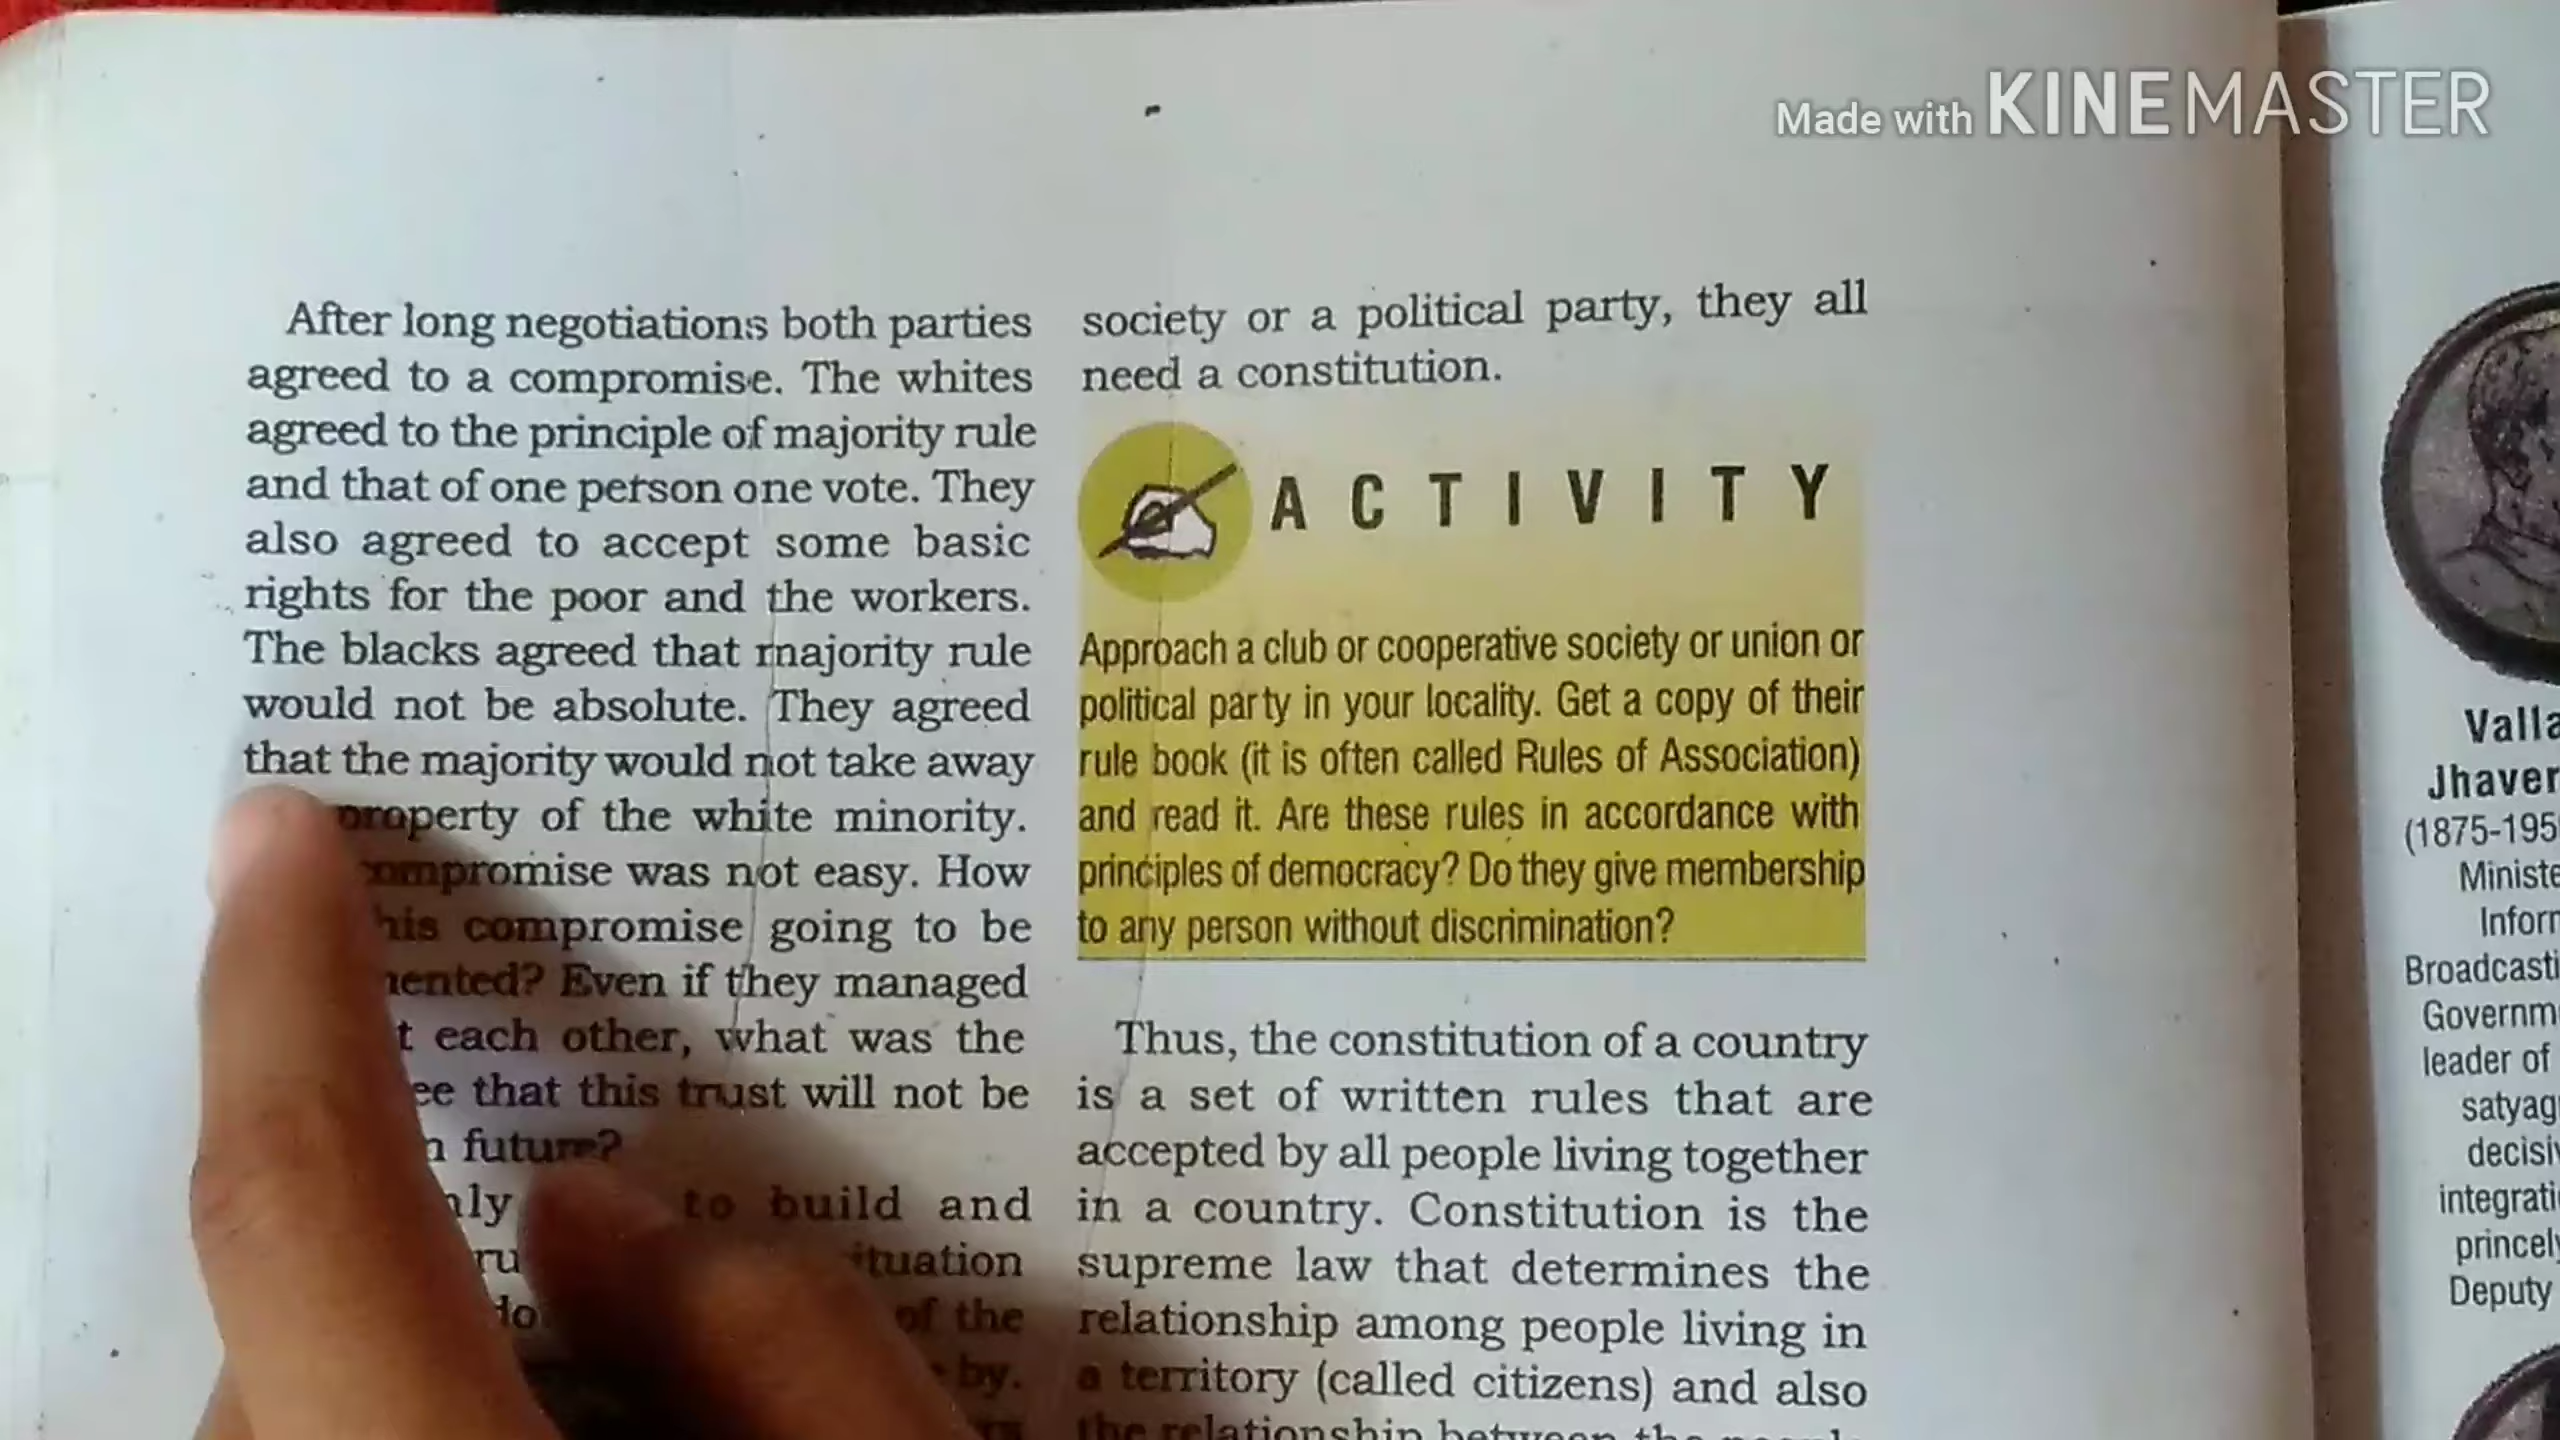 Made with KINEMASTER
After long negotiations both parties
agreed to a compromise. The whites
agreed to the principle of majority rule
and that of one person one vote. They
also agreed to accept some basic
rights for the poor and the workers.
The blacks agreed that majority rule
would not be absolute. They agreed
that the majority would not take away
property of the white minority.
was not easy. How
compromise going to be
Even if they managed
each other, what was the
that this trust will not be
future?
to build and
of the
by.
society or a political party, they all
need a constitution.
ACTIVITY
Approach a club or cooperative society or union or
political party in your locality. Get a copy of their
rule book (it is often called Rules of Association)
and read it. Are these rules in accordance with
principles of democracy? Do they give membership
to any person without discrimination?
Thus, the constitution of a country
is a set of written rules that are
accepted by all people living together
in a country. Constitution is the
supreme law that determines the
relationship among people living in
a territory (called citizens) and also
the relationship between the people
Valla
Jhaver
(1875-195
Ministe
Inform
Broadcasti
Governm
leader of
satyag
decisiv
integrati
princely
Deputy